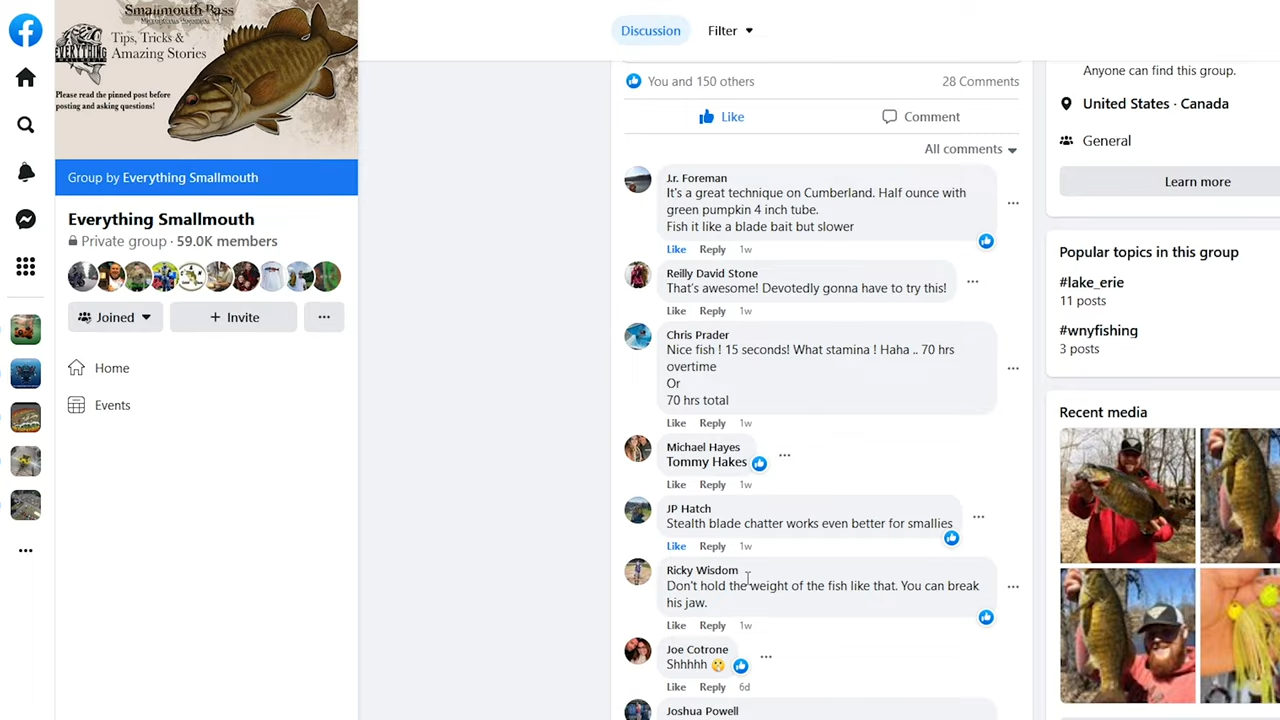 Smallmouth Bass
Tips, Tricks &
Amazing Stories
EVERYTHING
Please read the pinned post before
posting and asking questions!
Group by Everything Smallmouth
Everything Smallmouth
Private group · 59.0K members
Joined
+ Invite
Home
Events
Discussion
Filter
You and 150 others
28 Comments
Like
Comment
All comments
J.r. Foreman
It's a great technique on Cumberland. Half ounce with
green pumpkin 4 inch tube.
Fish it like a blade bait but slower
Like Reply 1w
Reilly David Stone
That's awesome! Devotedly gonna have to try this!
Like Reply 1w
Chris Prader
Nice fish ! 15 seconds! What stamina ! Haha .. 70 hrs
overtime
Or
70 hrs total
Like Reply 1w
Michael Hayes
Tommy Hakes
Like Reply 1w
JP Hatch
Stealth blade chatter works even better for smallies
Like Reply 1w
Ricky Wisdom
Don't hold the weight of the fish like that. You can break
his jaw.
Like Reply 1w
Joe Cotrone
Shhhhh 🤫
Like Reply 6d
Joshua Powell
Anyone can find this group.
United States · Canada
General
Learn more
Popular topics in this group
#lake_erie
11 posts
#wnyfishing
3 posts
Recent media